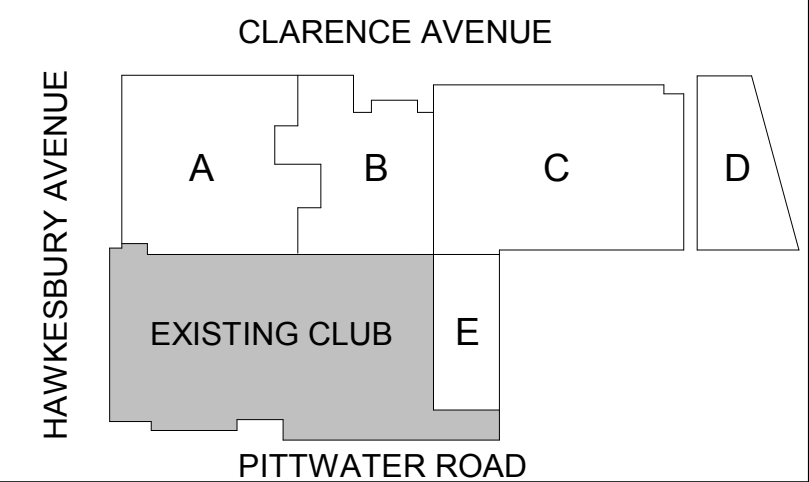 CLARENCE AVENUE
HAWKESBURY AVENUE
A
B
C
D
EXISTING CLUB
E
PITTWATER ROAD